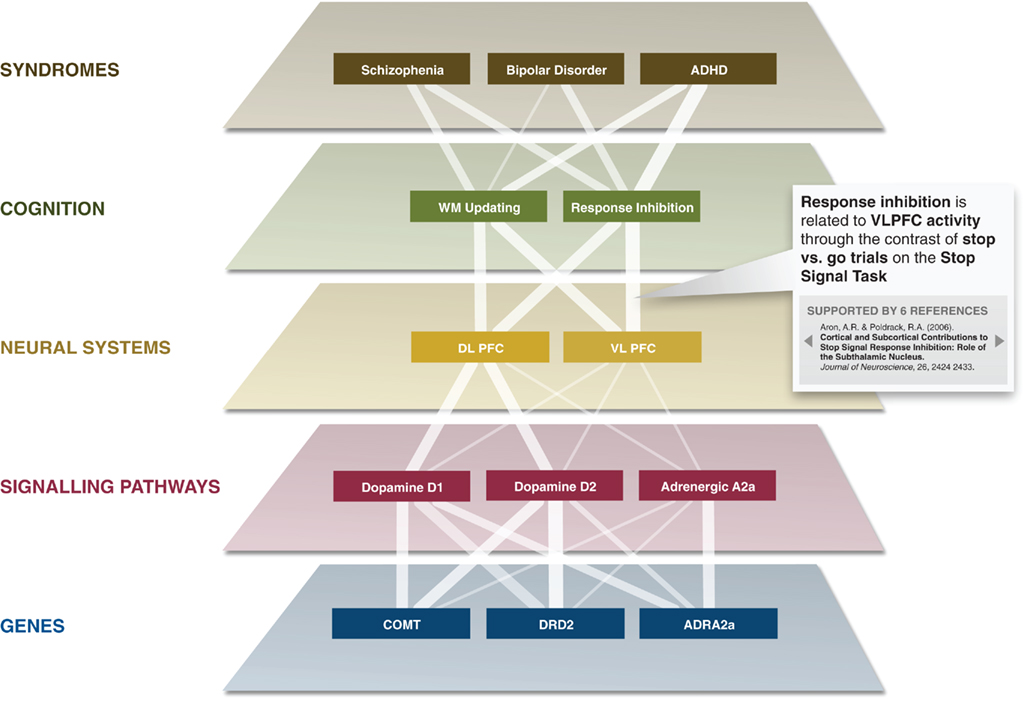 SYNDROMES
Schizophenia
Bipolar Disorder
ADHD
COGNITION
WM Updating
Response Inhibition
Response inhibition is
related to VLPFC activity
through the contrast of stop
vs. go trials on the Stop
Signal Task
SUPPORTED BY 6 REFERENCES
Aron, A.R. & Poldrack, R.A. (2006).
Cortical and Subcortical Contributions to
Stop Signal Response Inhibition: Role of
the Subthalamic Nucleus.
Journal of Neuroscience, 26, 2424 2433.
NEURAL SYSTEMS
DL PFC
VL PFC
SIGNALLING PATHWAYS
Dopamine D1
Dopamine D2
Adrenergic A2a
GENES
COMT
DRD2
ADRA2a